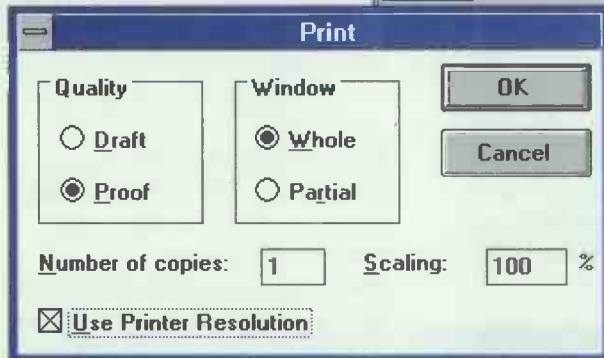 Print
Quality
Draft
Proof
Window
Whole
Partial
OK
Cancel
Number of copies: 1 Scaling: 100 %
Use Printer Resolution